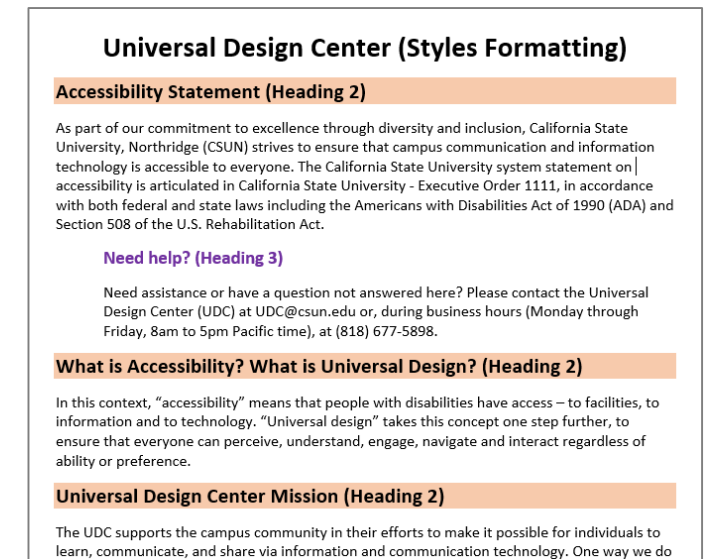 Universal Design Center (Styles Formatting)
Accessibility Statement (Heading 2)
As part of our commitment to excellence through diversity and inclusion, California State
University, Northridge (CSUN) strives to ensure that campus communication and information
technology is accessible to everyone. The California State University system statement on
accessibility is articulated in California State University - Executive Order 1111, in accordance
with both federal and state laws including the Americans with Disabilities Act of 1990 (ADA) and
Section 508 of the U.S. Rehabilitation Act.
Need help? (Heading 3)
Need assistance or have a question not answered here? Please contact the Universal
Design Center (UDC) at UDC@csun.edu or, during business hours (Monday through
Friday, 8am to 5pm Pacific time), at (818) 677-5898.
What is Accessibility? What is Universal Design? (Heading 2)
In this context, “accessibility” means that people with disabilities have access – to facilities, to
information and to technology. “Universal design” takes this concept one step further, to
ensure that everyone can perceive, understand, engage, navigate and interact regardless of
ability or preference.
Universal Design Center Mission (Heading 2)
The UDC supports the campus community in their efforts to make it possible for individuals to
learn, communicate, and share via information and communication technology. One way we do